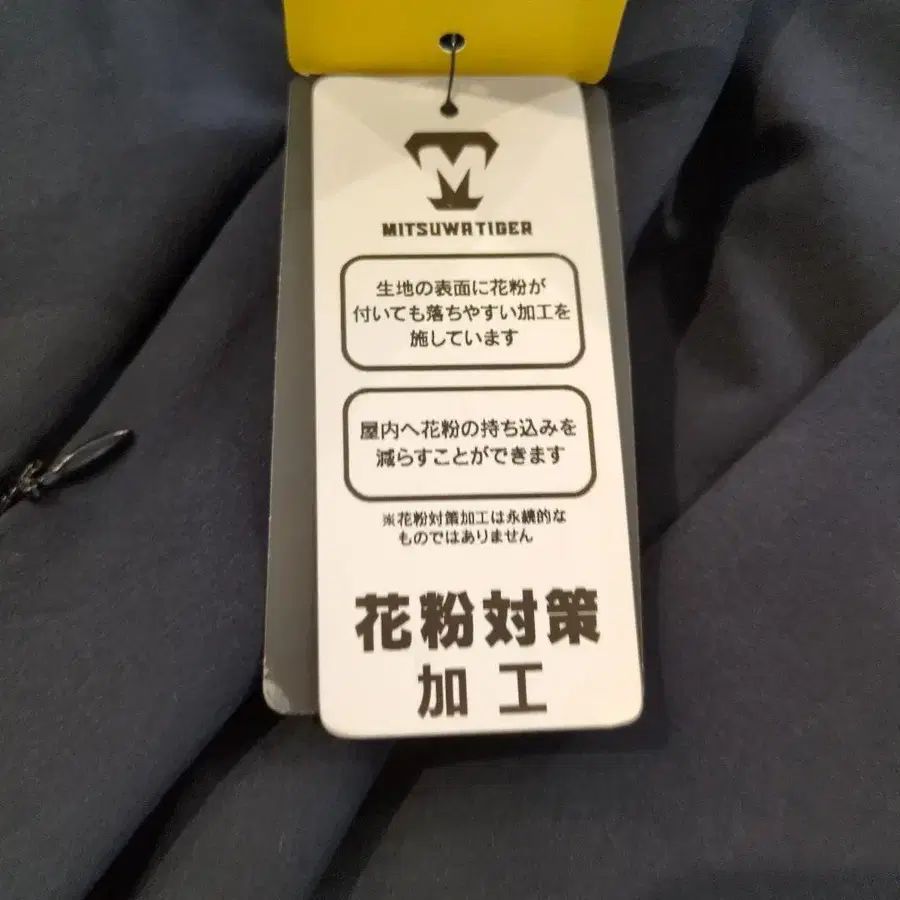 MITSUWATIGER
生地の表面に花粉が
付いても落ちやすい加工を
施しています
屋内へ花粉の持ち込みを
減らすことができます
※花粉対策加工は永続的な
ものではありません
花粉対策
加工